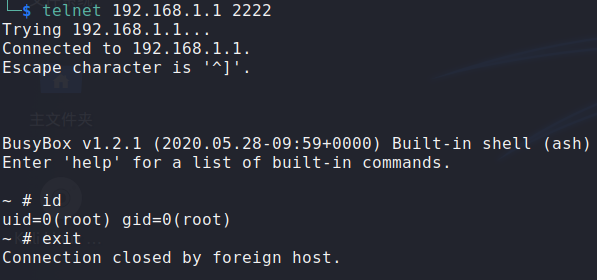 └─$ telnet 192.168.1.1 2222
Trying 192.168.1.1...
Connected to 192.168.1.1.
Escape character is '^]'.
主文件夹
BusyBox v1.2.1 (2020.05.28-09:59+0000) Built-in shell (ash)
Enter 'help' for a list of built-in commands.
~ # id
uid=0(root) gid=0(root)
~ # exit
Connection closed by foreign host.